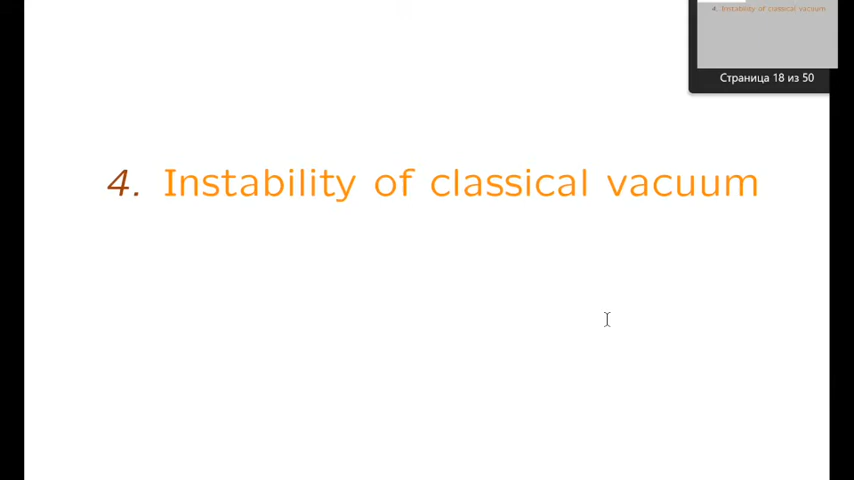 4. Instability of classical vacuum
Страница 18 из 50
4. Instability of classical vacuum